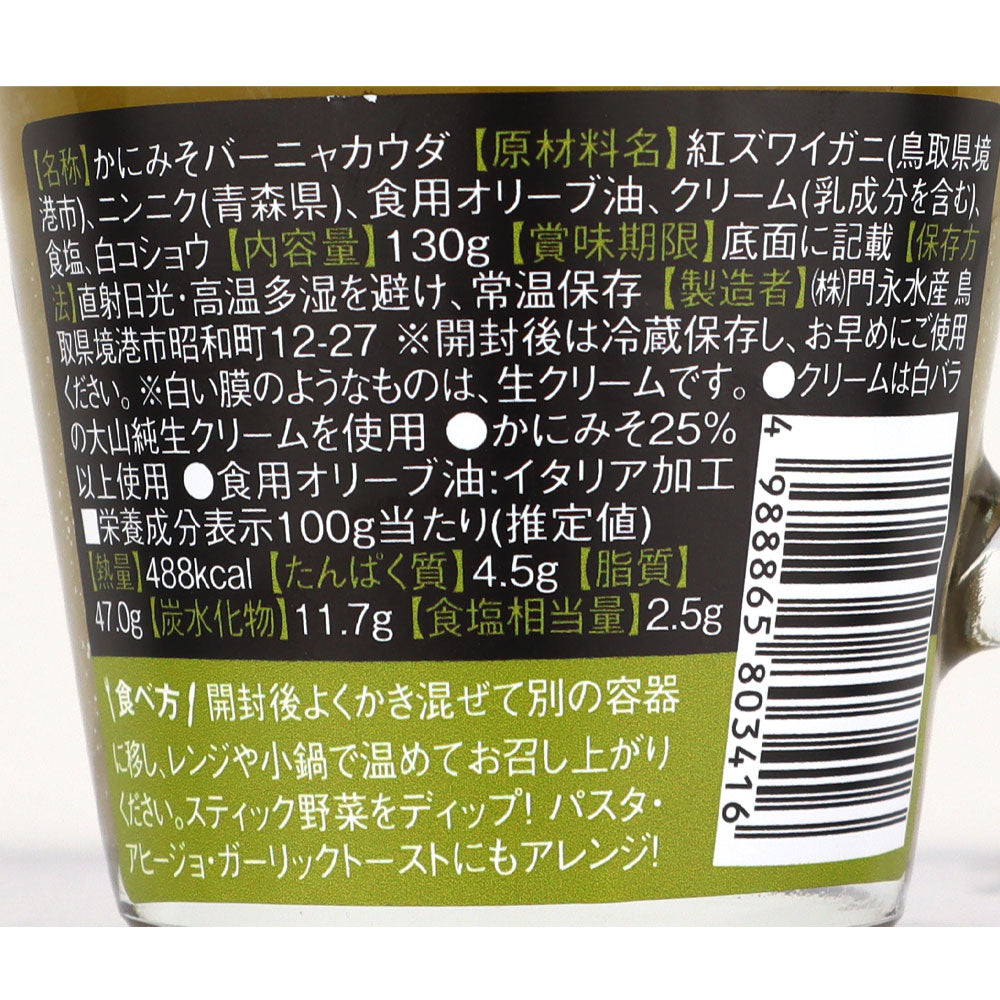 【名称】かにみそバーニャカウダ【原材料名】紅ズワイガニ(鳥取県境
港市)、ニンニク(青森県)、食用オリーブ油、クリーム(乳成分を含む)、
食塩、白コショウ【内容量】130g【賞味期限】底面に記載【保存方
法】直射日光・高温多湿を避け、常温保存【製造者】(株)門永水産 鳥
取県境港市昭和町12-27 ※開封後は冷蔵保存し、お早めにご使用
ください。※白い膜のようなものは、生クリームです。●クリームは白バラ
の大山純生クリームを使用 ●かにみそ25%
以上使用 ●食用オリーブ油:イタリア加工
■栄養成分表示100g当たり(推定値)
【熱量】488kcal【たんぱく質】4.5g【脂質】
47.0g【炭水化物】11.7g【食塩相当量】2.5g
\食べ方/開封後よくかき混ぜて別の容器
に移し、レンジや小鍋で温めてお召し上がり
ください。スティック野菜をディップ! パスタ・
アヒージョ・ガーリックトーストにもアレンジ!
4 988865 803416